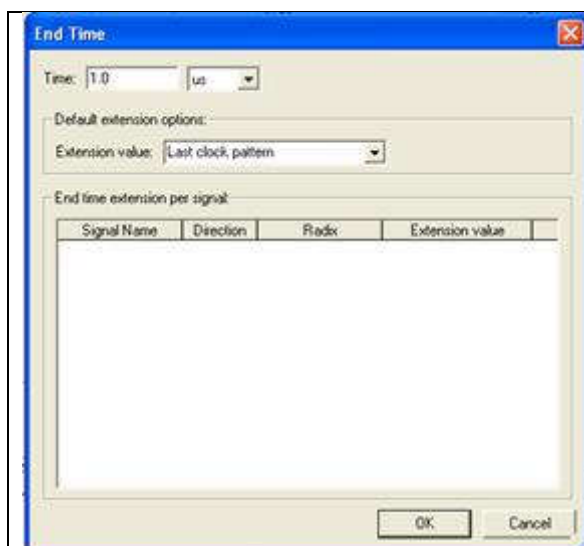 End Time
Time: 1.0 us
Default extension options:
Extension value: Last clock pattern
End time extension per signal:
Signal Name Direction Radix Extension value
OK Cancel